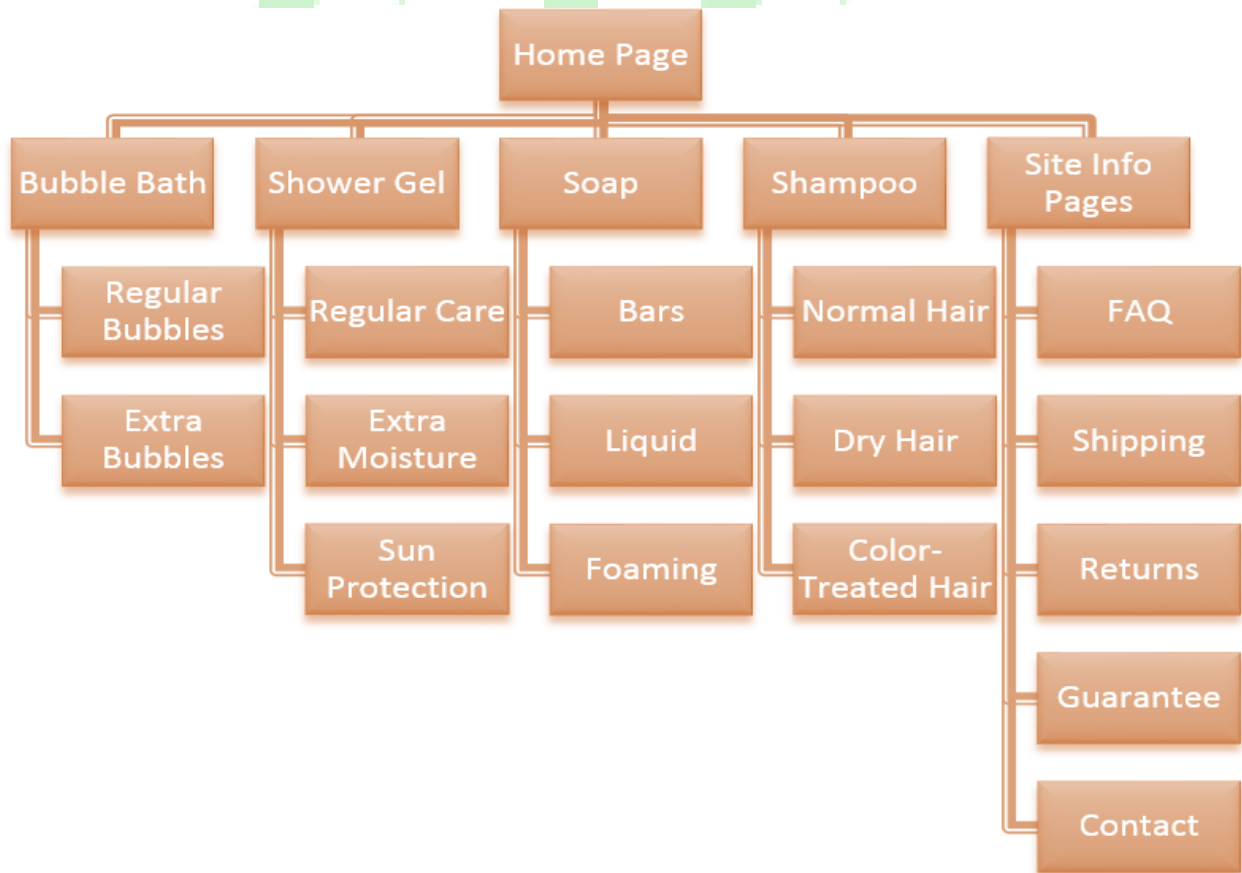 Home Page
Bubble Bath
Shower Gel
Soap
Shampoo
Site Info
Pages
Regular
Bubbles
Extra
Bubbles
Regular Care
Extra
Moisture
Sun
Protection
Bars
Liquid
Foaming
Normal Hair
Dry Hair
Color-
Treated Hair
FAQ
Shipping
Returns
Guarantee
Contact